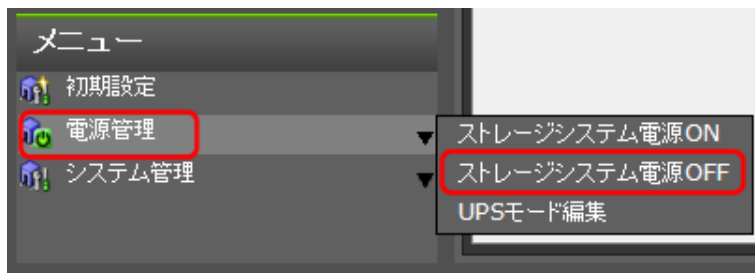 メニュー
初期設定
電源管理
システム管理
ストレージシステム電源ON
ストレージシステム電源OFF
UPSモード編集